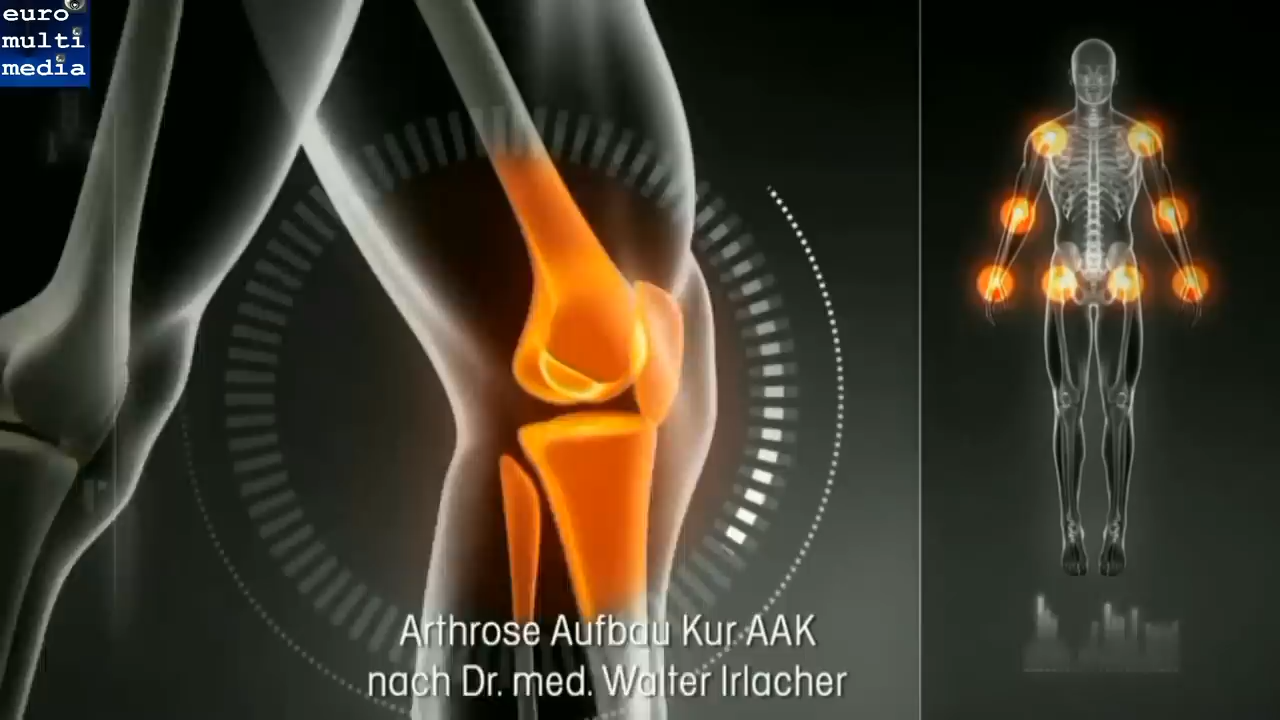 euro
multi
media
Arthrose Aufbau Kur AAK
nach Dr. med. Walter Irlacher